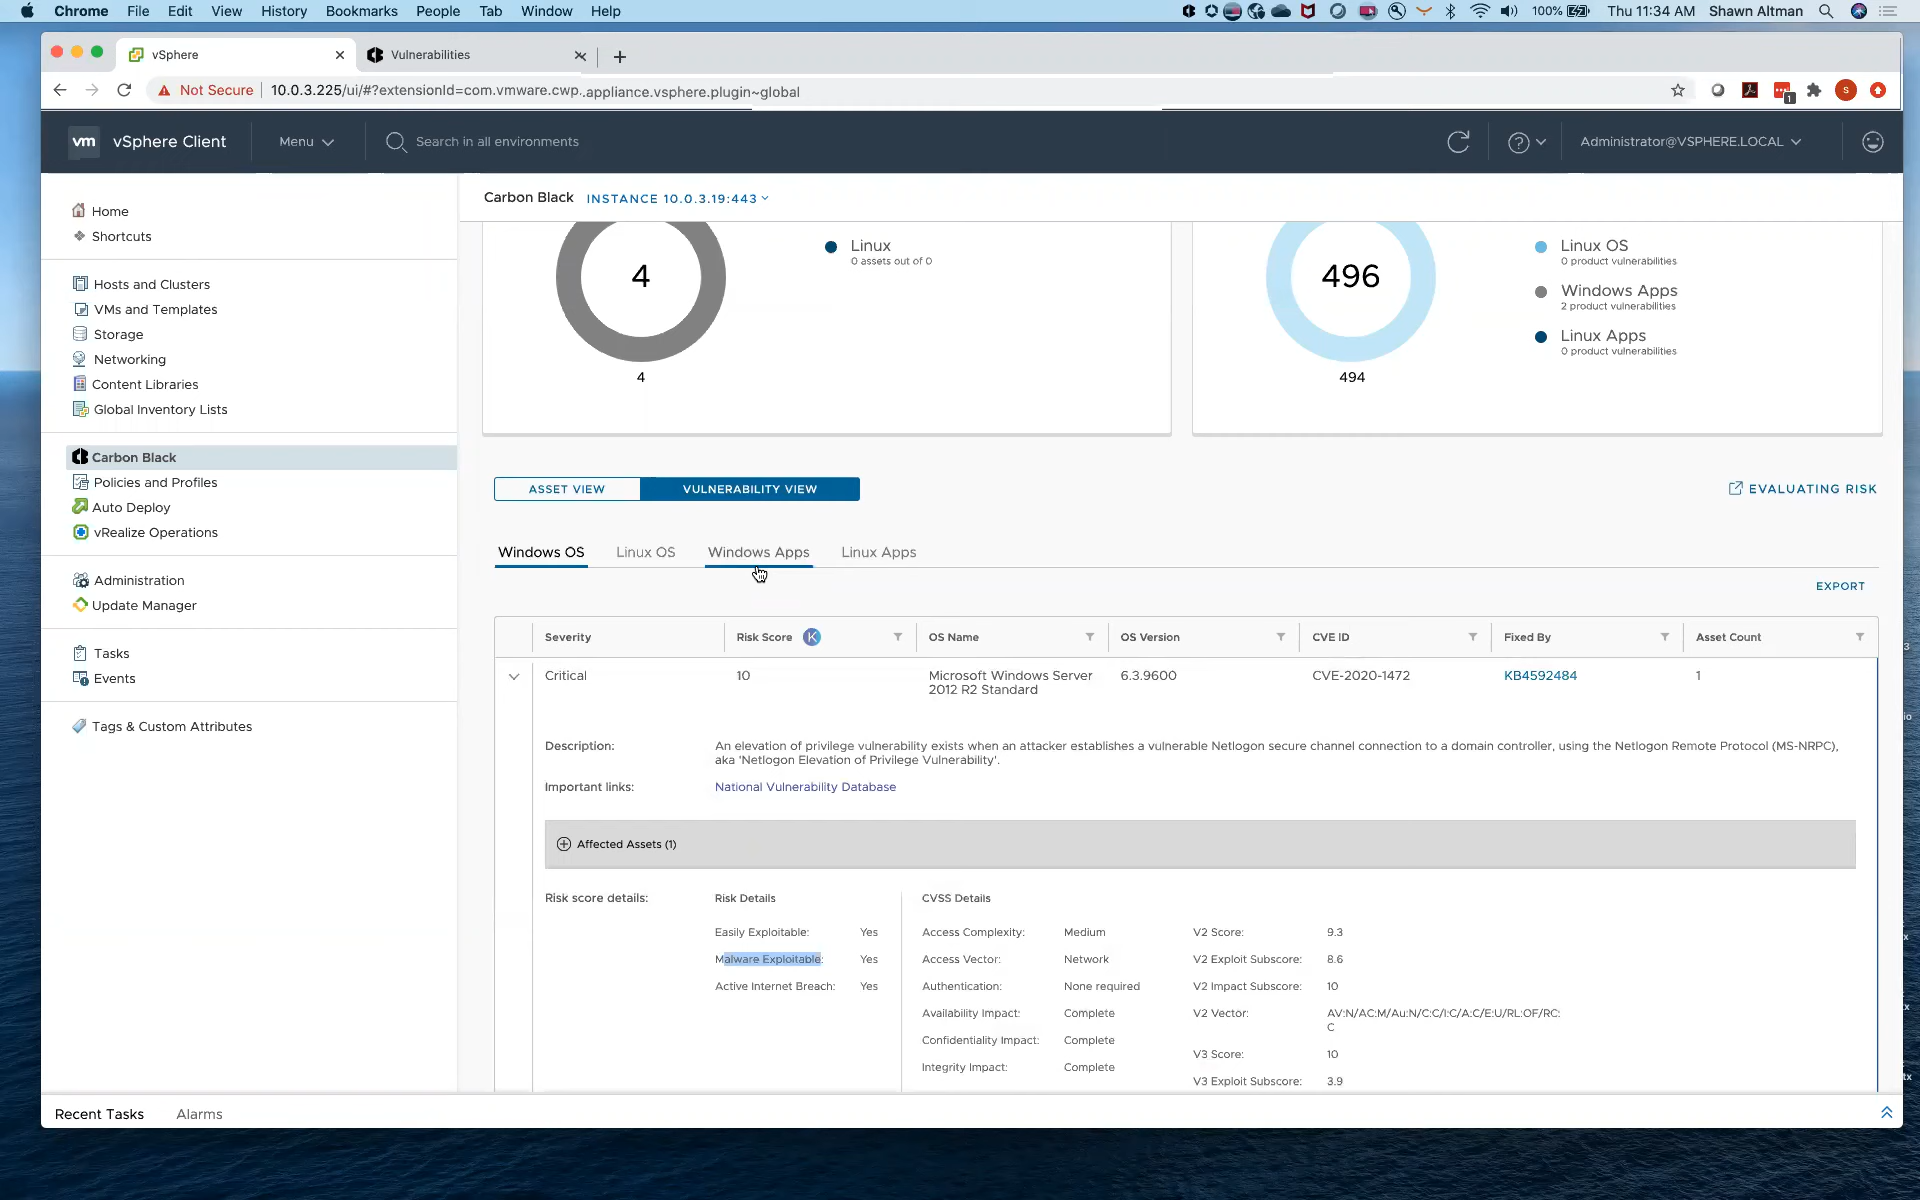 Chrome File Edit View History Bookmarks People Tab Window Help
100% Thu 11:34 AM Shawn Altman
vSphere
Vulnerabilities
Not Secure 10.0.3.225/ui/#?extensionId=com.vmware.cwp..appliance.vsphere.plugin~global
S
1
vm vSphere Client Menu Search in all environments
Administrator@VSPHERE.LOCAL
Home
Shortcuts
Hosts and Clusters
VMs and Templates
Storage
Networking
Content Libraries
Global Inventory Lists
Carbon Black
Policies and Profiles
Auto Deploy
vRealize Operations
Administration
Update Manager
Tasks
Events
Tags & Custom Attributes
Carbon Black INSTANCE 10.0.3.19:443
4
4
Linux
0 assets out of 0
496
494
Linux OS
0 product vulnerabilities
Windows Apps
2 product vulnerabilities
Linux Apps
0 product vulnerabilities
ASSET VIEW VULNERABILITY VIEW
EVALUATING RISK
Windows OS Linux OS Windows Apps Linux Apps
EXPORT
Severity Risk Score K OS Name OS Version CVE ID Fixed By Asset Count
Critical 10 Microsoft Windows Server 6.3.9600 CVE-2020-1472 KB4592484 1
2012 R2 Standard
Description: An elevation of privilege vulnerability exists when an attacker establishes a vulnerable Netlogon secure channel connection to a domain controller, using the Netlogon Remote Protocol (MS-NRPC),
aka 'Netlogon Elevation of Privilege Vulnerability'.
Important links: National Vulnerability Database
Affected Assets (1)
Risk score details: Risk Details CVSS Details
Easily Exploitable: Yes Access Complexity: Medium V2 Score: 9.3
Malware Exploitable: Yes Access Vector: Network V2 Exploit Subscore: 8.6
Active Internet Breach: Yes Authentication: None required V2 Impact Subscore: 10
Availability Impact: Complete V2 Vector: AV:N/AC:M/Au:N/C:C/I:C/A:C/E:U/RL:OF/RC:
C
Confidentiality Impact: Complete
V3 Score: 10
Integrity Impact: Complete
V3 Exploit Subscore: 3.9
Recent Tasks Alarms